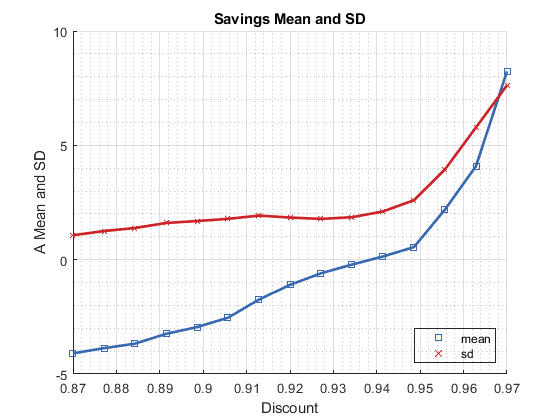 Savings Mean and SD
10
5
0
-5
A Mean and SD
0.87 0.88 0.89 0.9 0.91 0.92 0.93 0.94 0.95 0.96 0.97
Discount
mean
sd